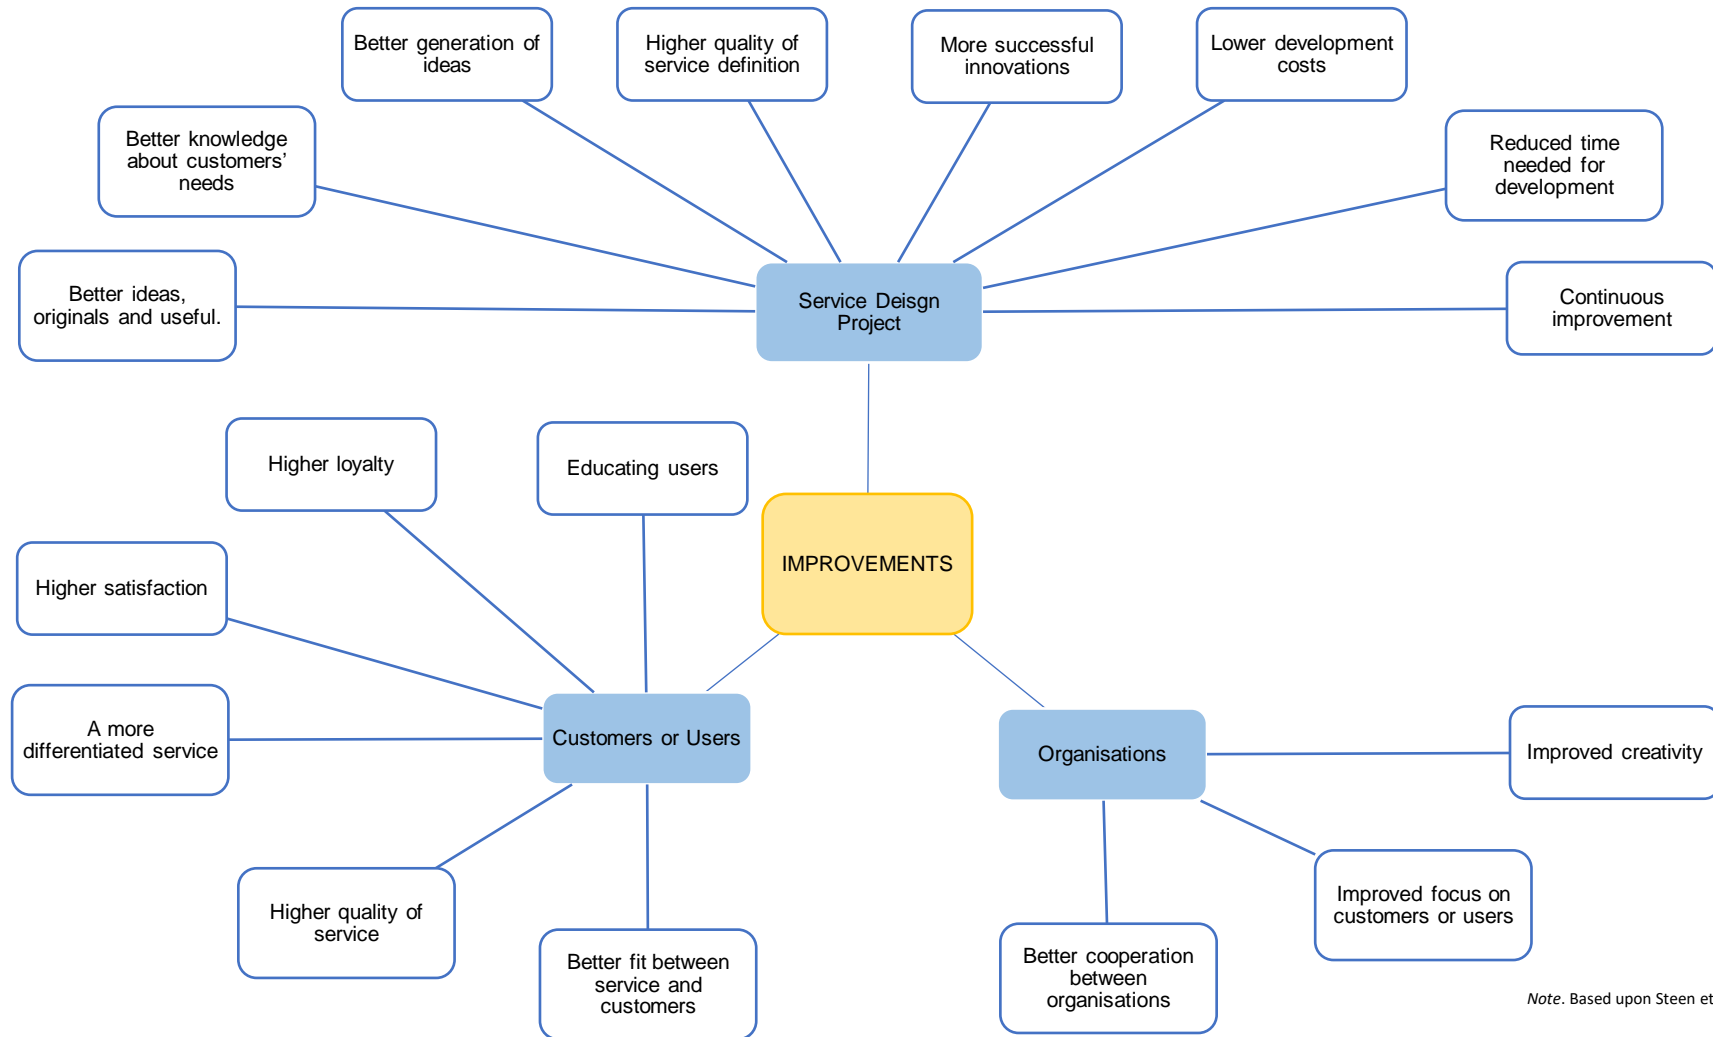 Better generation of
ideas
Higher quality of
service definition
More successful
innovations
Lower development
costs
Better knowledge
about customers’
needs
Reduced time
needed for
development
Better ideas,
originals and useful.
Service Deisgn
Project
Continuous
improvement
Higher loyalty
Educating users
IMPROVEMENTS
Higher satisfaction
A more
differentiated service
Customers or Users
Organisations
Improved creativity
Higher quality of
service
Better fit between
service and
customers
Better cooperation
between
organisations
Improved focus on
customers or users
Note. Based upon Steen et